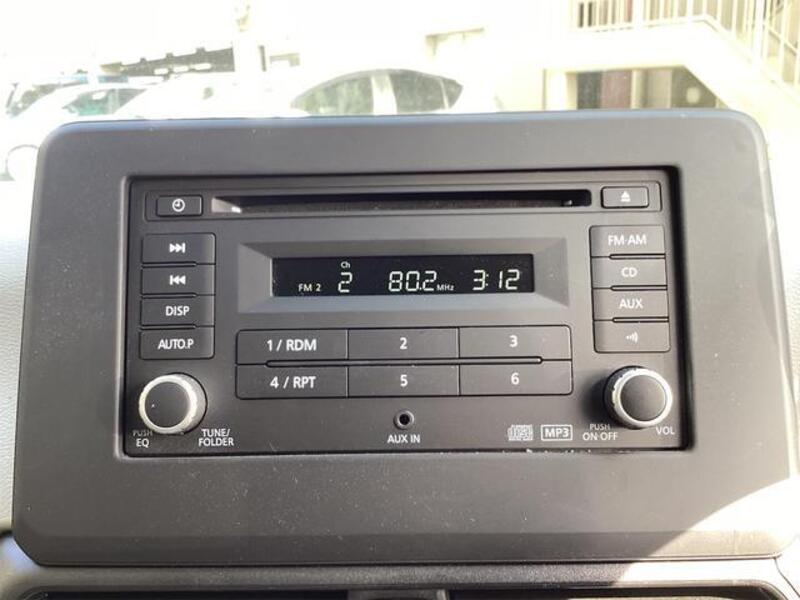 FM·AM
Ch
FM 2 2 80.2 MHz 3:12
CD
DISP
AUX
AUTO.P
1 / RDM 2 3
4 / RPT 5 6
PUSH
EQ
TUNE/
FOLDER
AUX IN
MP3
PUSH
ON·OFF
VOL